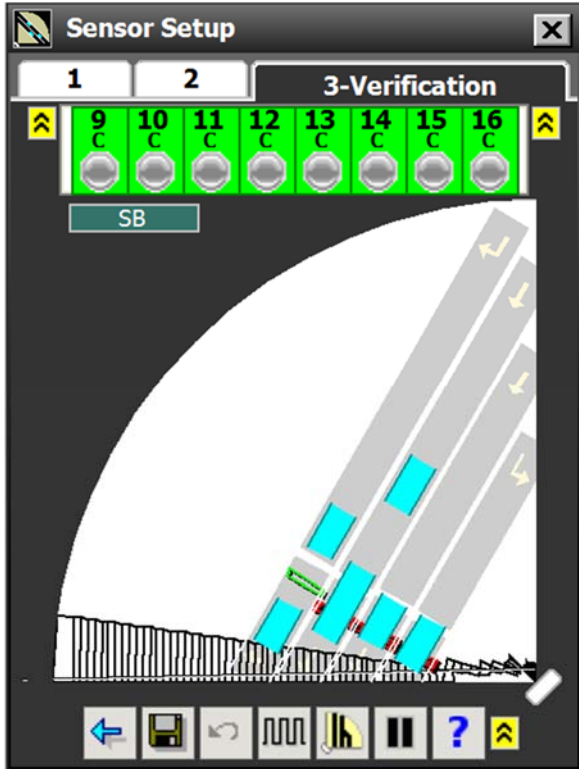 Sensor Setup
1 2 3-Verification
9 10 11 12 13 14 15 16
C C C C C C C C
SB
?